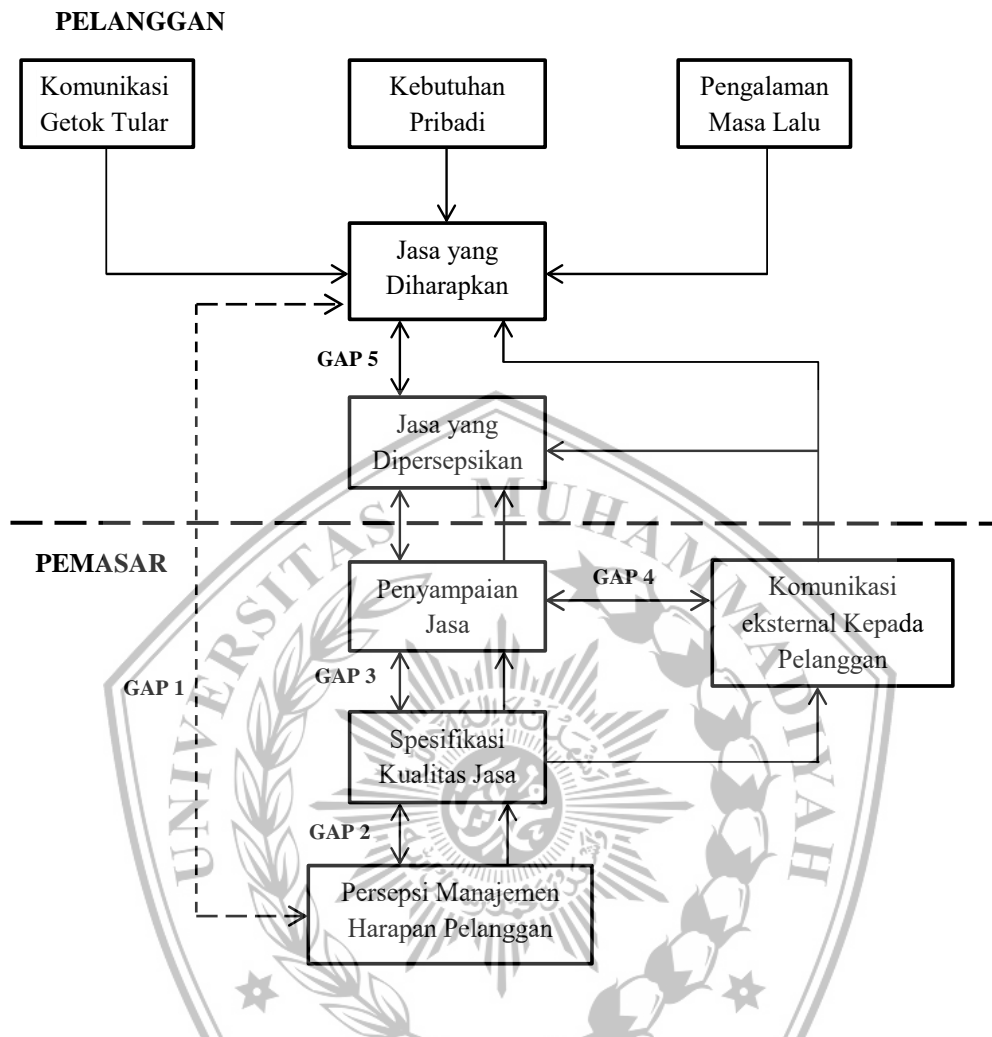 PELANGGAN
Komunikasi
Getok Tular
Kebutuhan
Pribadi
Pengalaman
Masa Lalu
Jasa yang
Diharapkan
GAP 5
Jasa yang
Dipersepsikan
UNIVERSITAS MUHAMMADIYAH
PEMASAR
Penyampaian
Jasa
GAP 4
Komunikasi
eksternal Kepada
Pelanggan
GAP 1
GAP 3
Spesifikasi
Kualitas Jasa
GAP 2
Persepsi Manajemen
Harapan Pelanggan